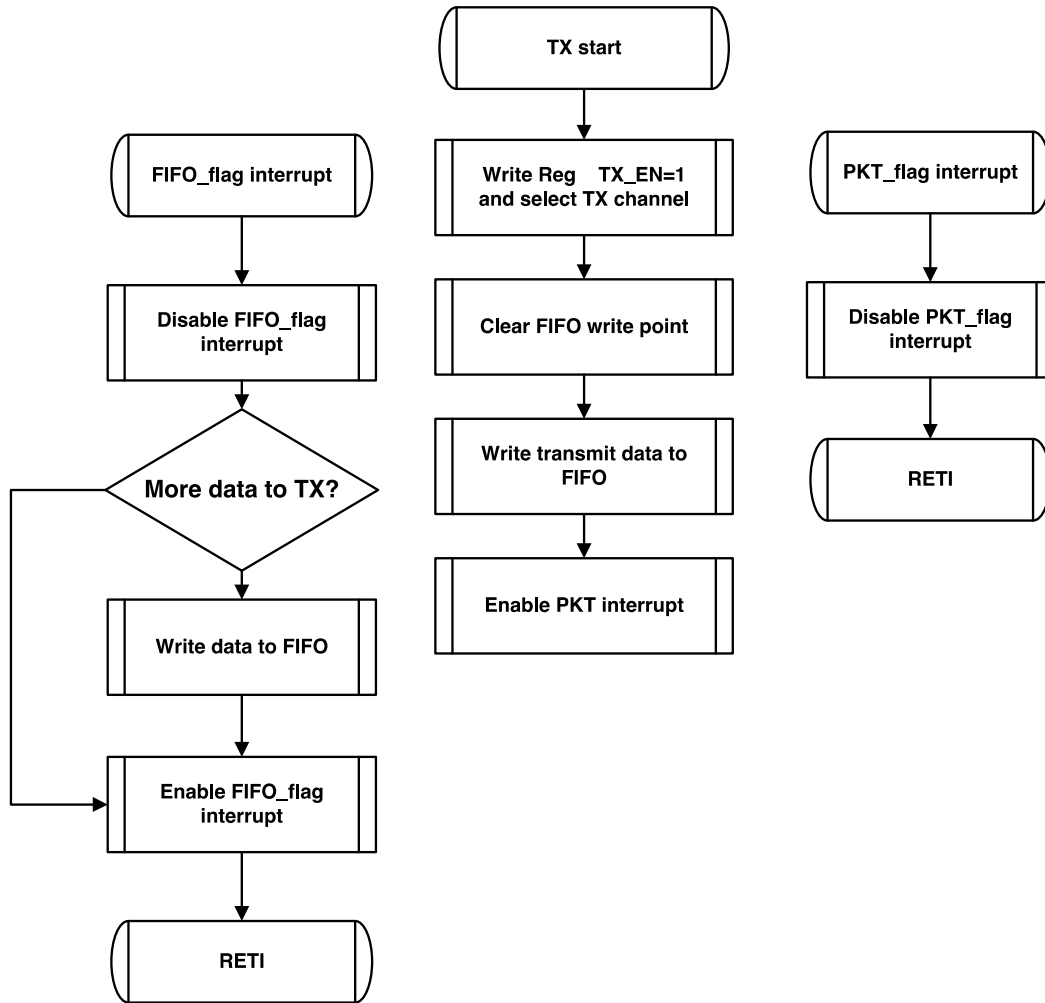 TX start
Write Reg TX_EN=1
and select TX channel
Clear FIFO write point
Write transmit data to
FIFO
Enable PKT interrupt
FIFO_flag interrupt
Disable FIFO_flag
interrupt
More data to TX?
Write data to FIFO
Enable FIFO_flag
interrupt
RETI
PKT_flag interrupt
Disable PKT_flag
interrupt
RETI